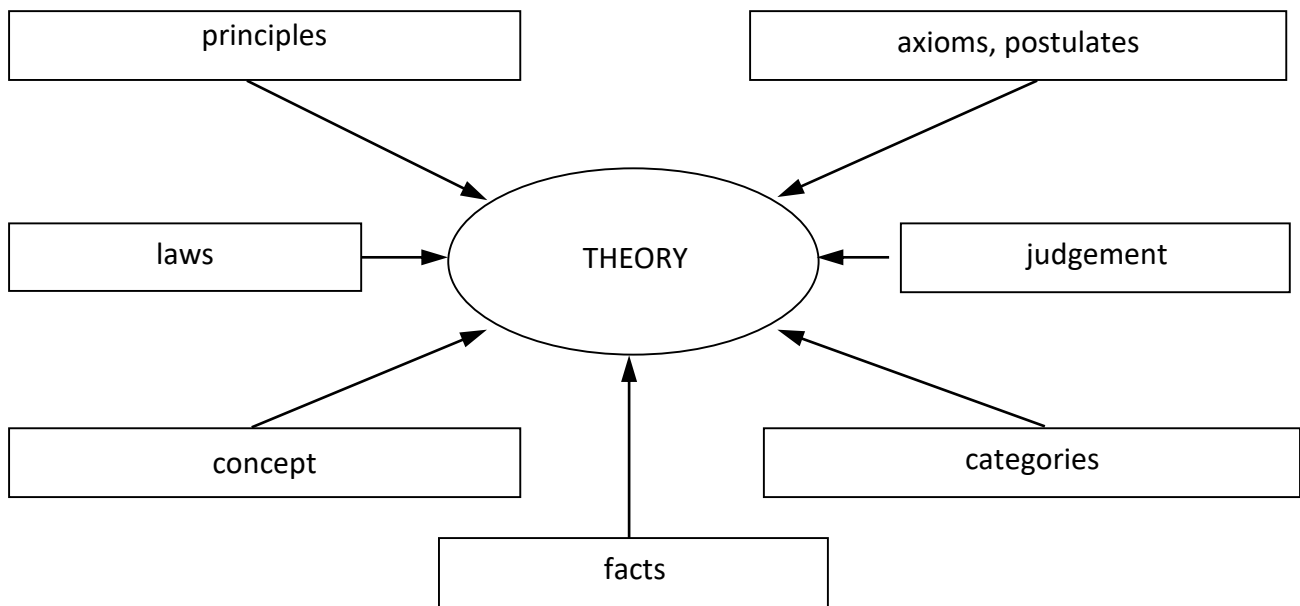 principles
axioms, postulates
laws
THEORY
judgement
concept
categories
facts